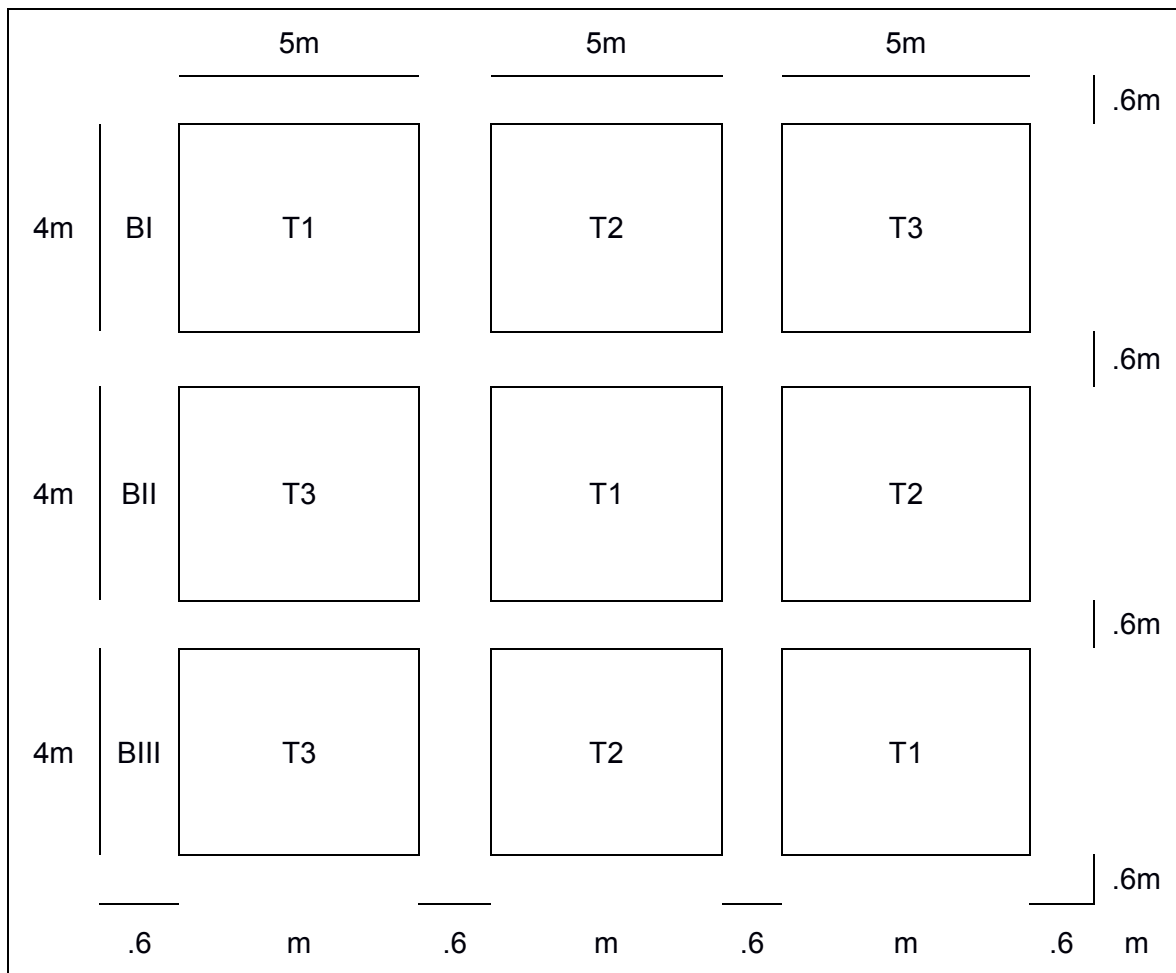 5m 5m 5m
.6m
4m BI T1 T2 T3
.6m
4m BII T3 T1 T2
.6m
4m BIII T3 T2 T1
.6m
.6 m .6 m .6 m .6 m